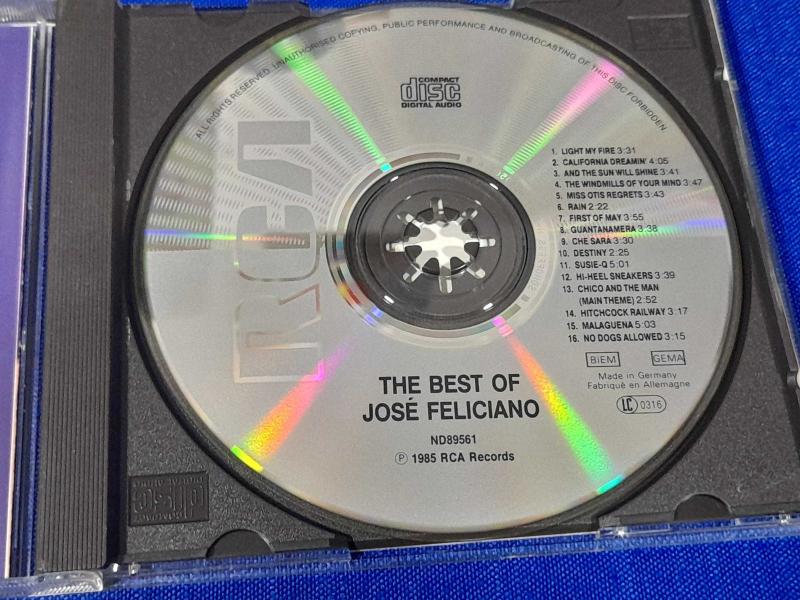 ALL RIGHTS RESERVED. UNAUTHORISED COPYING, PUBLIC PERFORMANCE AND BROADCASTING OF THIS DISC FORBIDDEN
COMPACT
disc
DIGITAL AUDIO
RCA
1. LIGHT MY FIRE 3:31
2. CALIFORNIA DREAMIN' 4:05
3. AND THE SUN WILL SHINE 3:41
4. THE WINDMILLS OF YOUR MIND 3:47
5. MISS OTIS REGRETS 3:43
6. RAIN 2:22
7. FIRST OF MAY 3:55
8. GUANTANAMERA 3:38
9. CHE SARA 3:30
10. DESTINY 2:25
11. SUSIE-Q 5:01
12. HI-HEEL SNEAKERS 3:39
13. CHICO AND THE MAN
(MAIN THEME) 2:52
14. HITCHCOCK RAILWAY 3:17
15. MALAGUENA 5:03
16. NO DOGS ALLOWED 3:15
BIEM GEMA
Made in Germany
Fabriqué en Allemagne
LC 0316
THE BEST OF
JOSÉ FELICIANO
ND89561
℗ 1985 RCA Records
disc